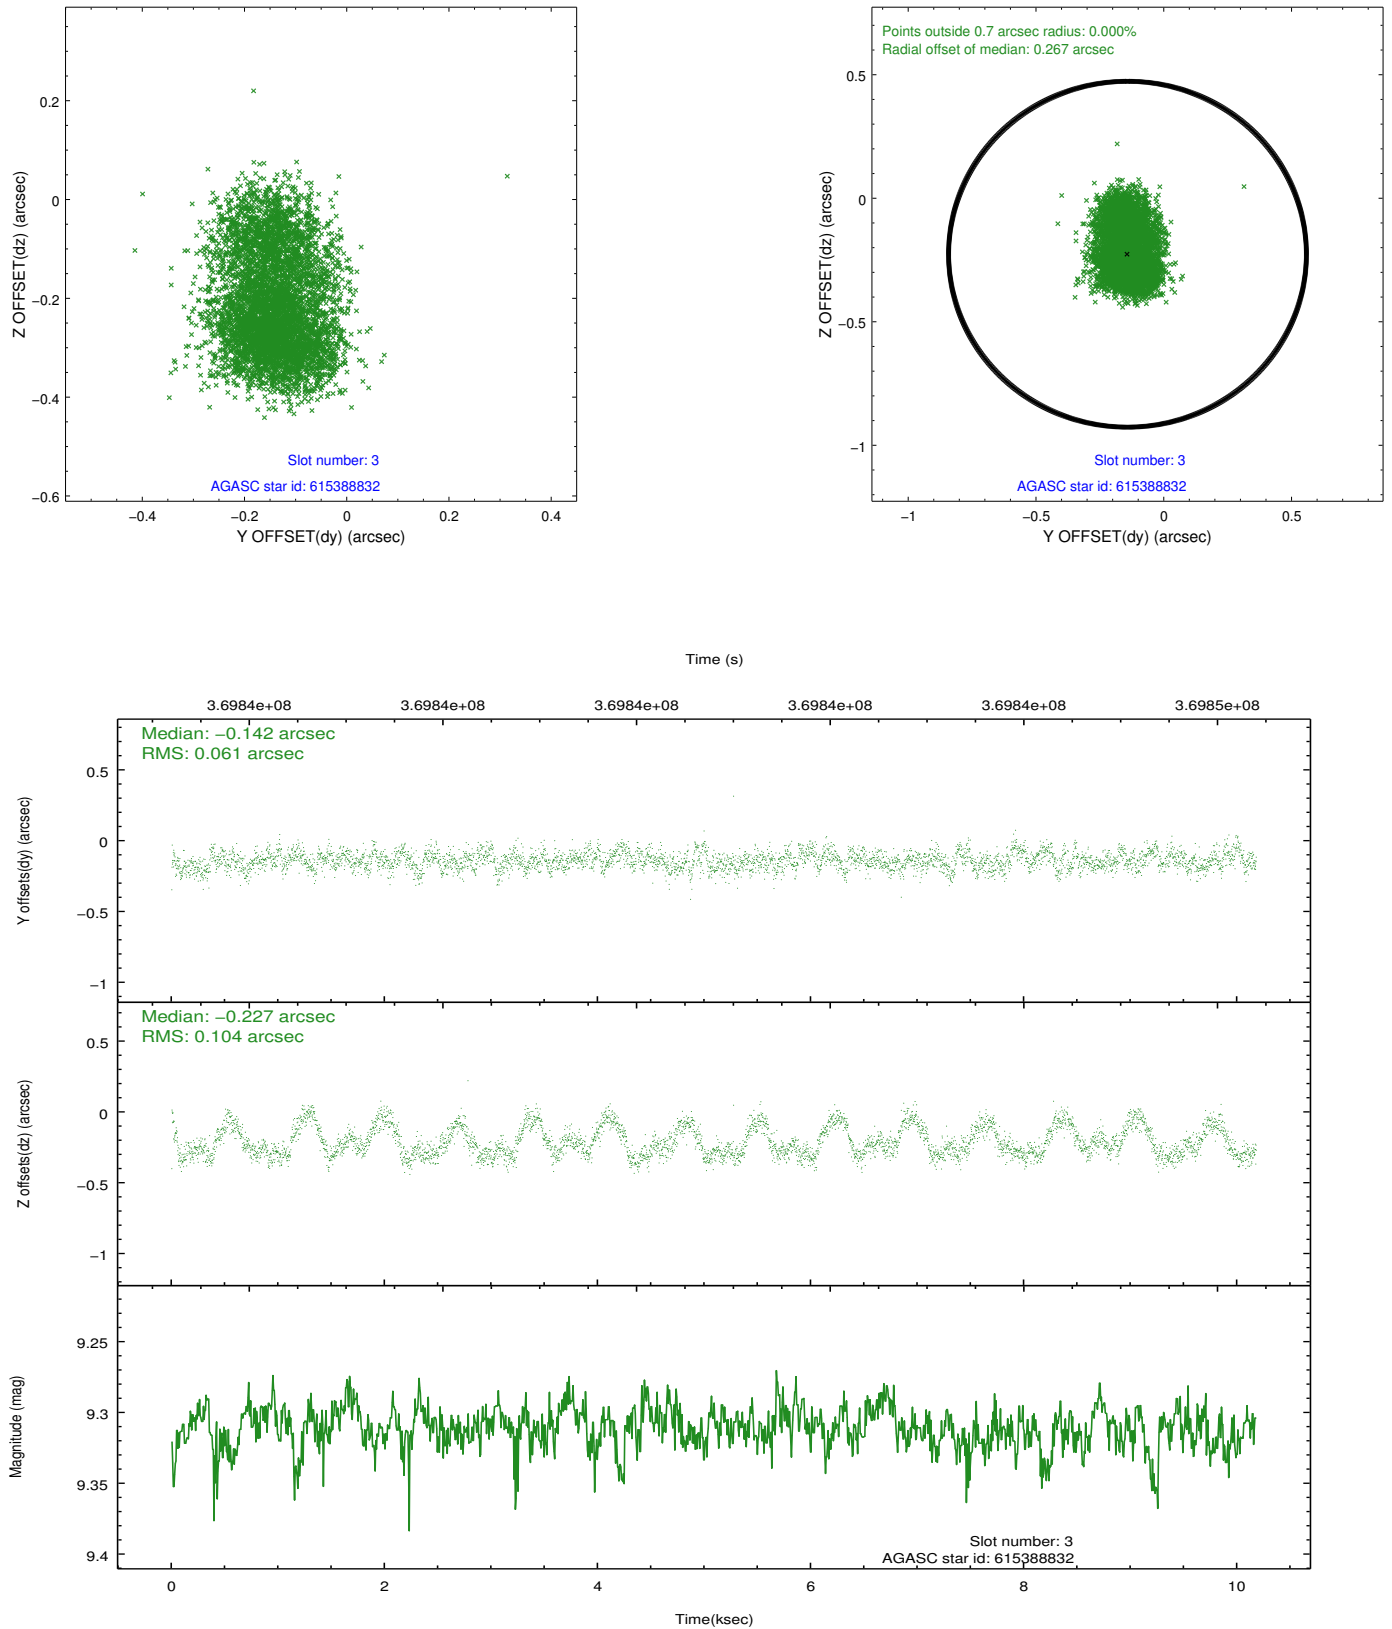 0.2
0
−0.2
−0.4
−0.6
Z OFFSET(dz) (arcsec)
Slot number: 3
AGASC star id: 615388832
−0.4
−0.2
0
0.2
0.4
Y OFFSET(dy) (arcsec)
Points outside 0.7 arcsec radius: 0.000%
Radial offset of median: 0.267 arcsec
0.5
0
−0.5
−1
Z OFFSET(dz) (arcsec)
Slot number: 3
AGASC star id: 615388832
−1
−0.5
0
0.5
Y OFFSET(dy) (arcsec)
Time (s)
3.6984e+08
3.6984e+08
3.6984e+08
3.6984e+08
3.6984e+08
3.6985e+08
Median: −0.142 arcsec
RMS: 0.061 arcsec
0.5
0
−0.5
−1
Y offsets(dy) (arcsec)
Median: −0.227 arcsec
RMS: 0.104 arcsec
0.5
0
−0.5
−1
Z offsets(dz) (arcsec)
9.25
9.3
9.35
9.4
Magnitude (mag)
Slot number: 3
AGASC star id: 615388832
0
2
4
6
8
10
Time(ksec)